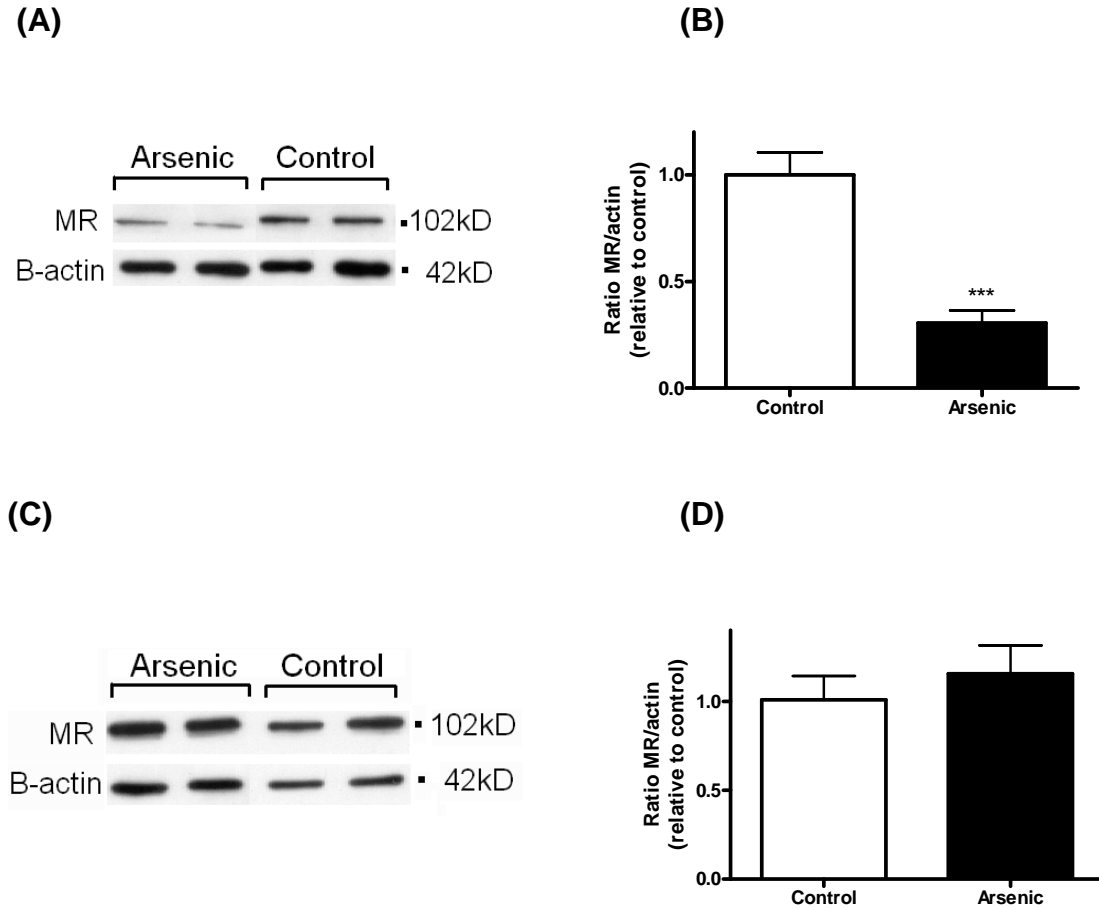 (A)
Arsenic Control
MR 102kD
B-actin 42kD
(B)
Ratio MR/actin
(relative to control)
1.0
0.5
0.0
***
Control Arsenic
(C)
Arsenic Control
MR 102kD
B-actin 42kD
(D)
Ratio MR/actin
(relative to control)
1.0
0.5
0.0
Control Arsenic